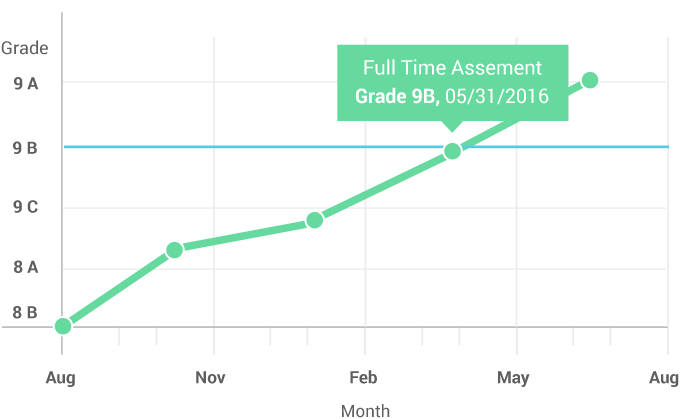 Grade
Full Time Assement
Grade 9B, 05/31/2016
9 A
9 B
9 C
8 A
8 B
Aug Nov Feb May Aug
Month